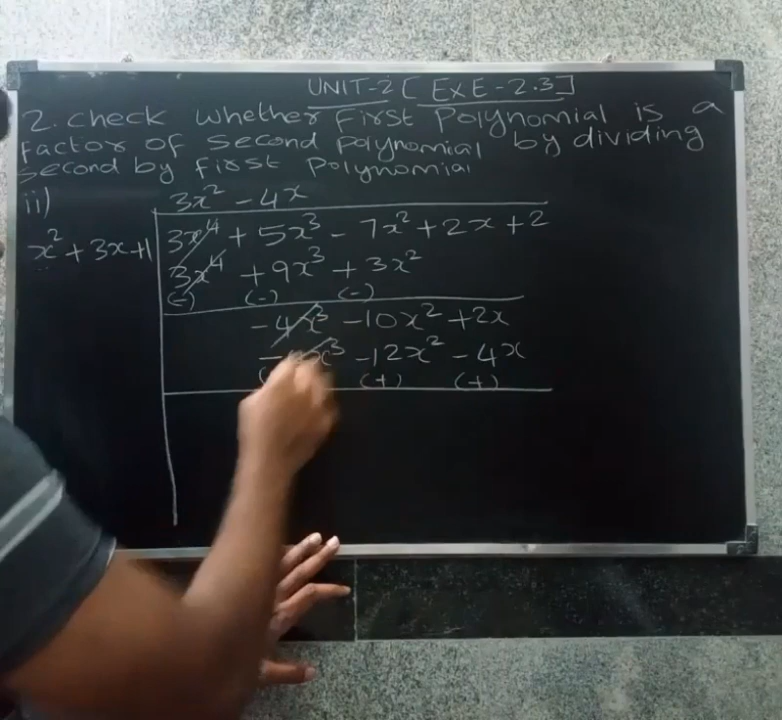 UNIT-2 [ EXE-2.3]
2. check whether First Polynomial is a
Factor of Second Polynomial by dividing
second by first Polynomial
ii)
3x² - 4x
x² + 3x + 1
3x⁴ + 5x³ - 7x² + 2x + 2
3x⁴ + 9x³ + 3x²
(-) (-) (-)
-4x³ - 10x² + 2x
x³ - 12x² - 4x
(+) (+)